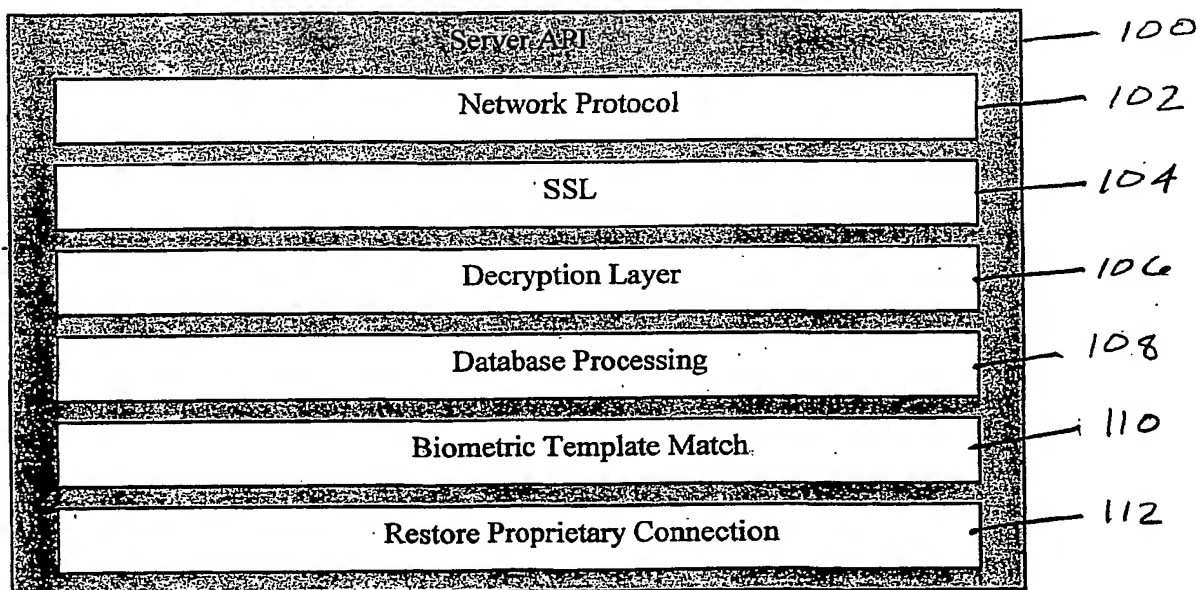 Server API 100
Network Protocol 102
SSL 104
Decryption Layer 106
Database Processing 108
Biometric Template Match 110
Restore Proprietary Connection 112